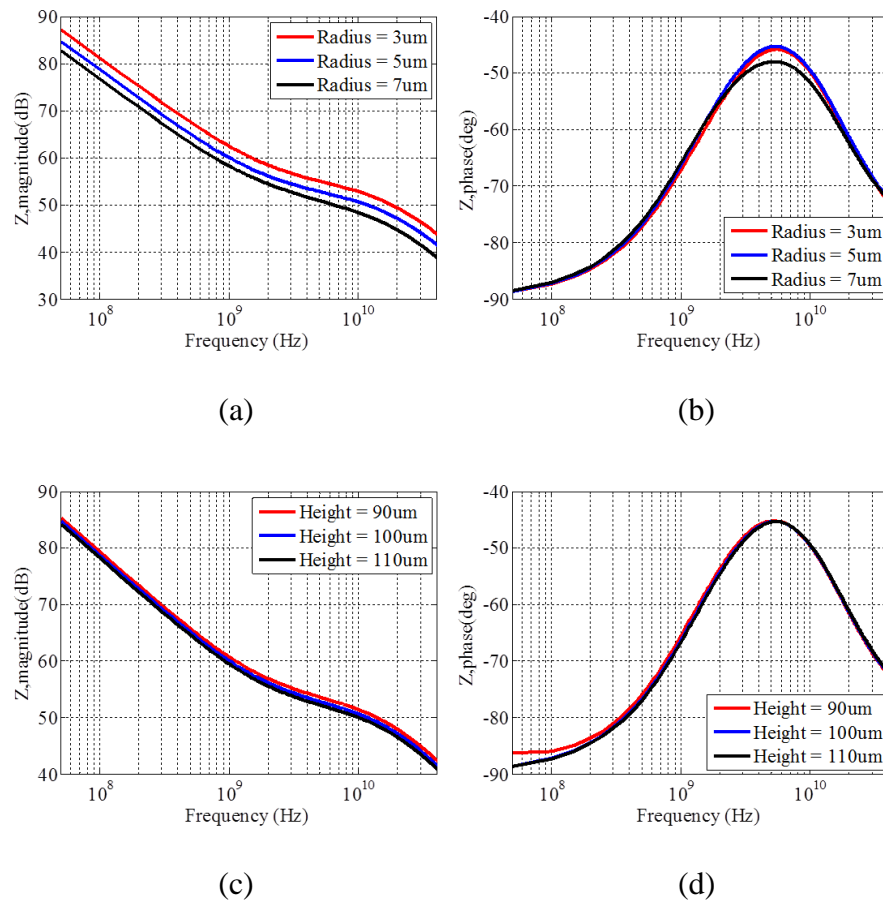 90
80
70
60
50
40
30
Z,magnitude(dB)
Radius = 3um
Radius = 5um
Radius = 7um
10^8
10^9
10^10
Frequency (Hz)
(a)
-40
-50
-60
-70
-80
-90
Z,phase(deg)
Radius = 3um
Radius = 5um
Radius = 7um
10^8
10^9
10^10
Frequency (Hz)
(b)
90
80
70
60
50
40
Z,magnitude(dB)
Height = 90um
Height = 100um
Height = 110um
10^8
10^9
10^10
Frequency (Hz)
(c)
-40
-50
-60
-70
-80
-90
Z,phase(deg)
Height = 90um
Height = 100um
Height = 110um
10^8
10^9
10^10
Frequency (Hz)
(d)